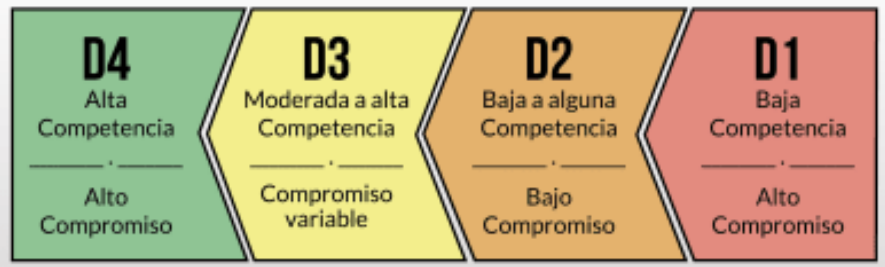 D4
Alta
Competencia
Alto
Compromiso
D3
Moderada a alta
Competencia
Compromiso
variable
D2
Baja a alguna
Competencia
Bajo
Compromiso
D1
Baja
Competencia
Alto
Compromiso